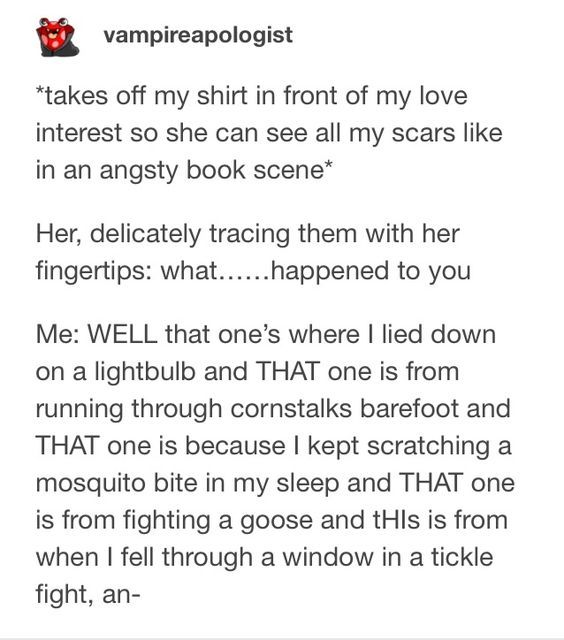 vampireapologist
*takes off my shirt in front of my love
interest so she can see all my scars like
in an angsty book scene*
Her, delicately tracing them with her
fingertips: what......happened to you
Me: WELL that one’s where I lied down
on a lightbulb and THAT one is from
running through cornstalks barefoot and
THAT one is because I kept scratching a
mosquito bite in my sleep and THAT one
is from fighting a goose and tHIs is from
when I fell through a window in a tickle
fight, an-